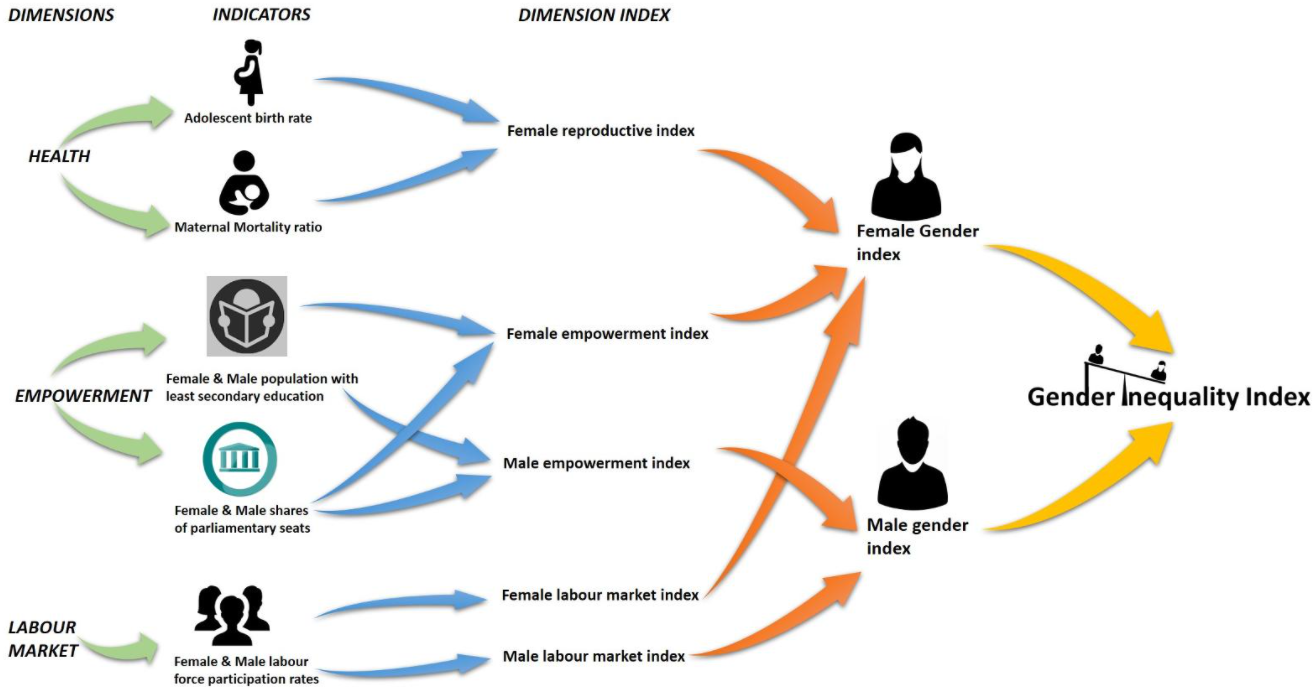 DIMENSIONS
INDICATORS
DIMENSION INDEX
Adolescent birth rate
HEALTH
Maternal Mortality ratio
Female reproductive index
Female Gender
index
Female & Male population with
least secondary education
EMPOWERMENT
Female & Male shares
of parliamentary seats
Female empowerment index
Male empowerment index
Gender Inequality Index
Male gender
index
LABOUR
MARKET
Female & Male labour
force participation rates
Female labour market index
Male labour market index